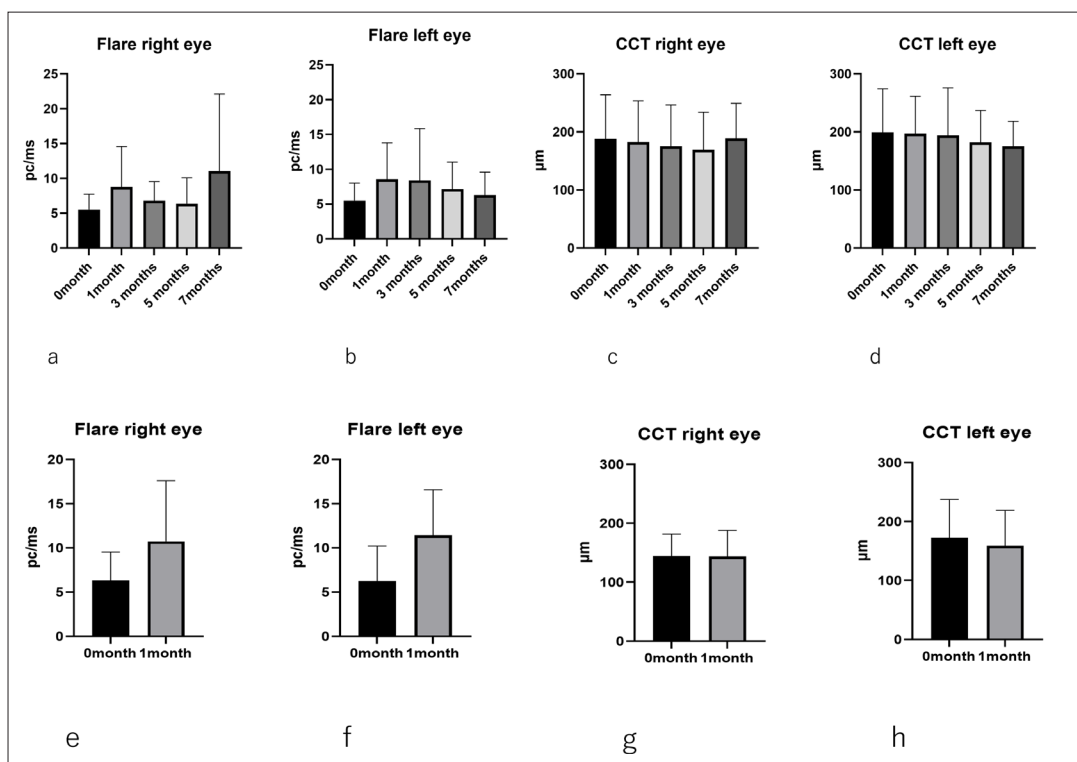 Flare right eye
pc/ms
25
20
15
10
5
0
0month
1month
3 months
5 months
7months
a
Flare left eye
pc/ms
25
20
15
10
5
0
0month
1month
3 months
5 months
7months
b
CCT right eye
µm
300
200
100
0
0month
1month
3 months
5 months
7months
c
CCT left eye
µm
300
200
100
0
0month
1month
3 months
5 months
7months
d
Flare right eye
pc/ms
20
15
10
5
0
0month 1month
e
Flare left eye
pc/ms
20
15
10
5
0
0month 1month
f
CCT right eye
µm
300
200
100
0
0month 1month
g
CCT left eye
µm
300
200
100
0
0month 1month
h